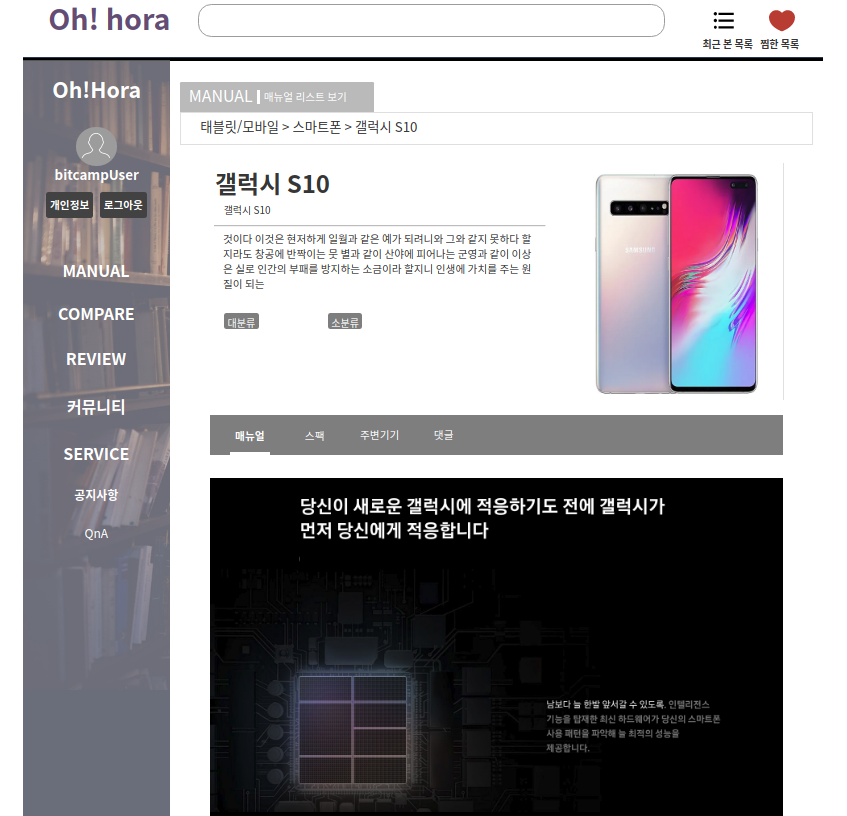 Oh! hora
최근 본 목록 찜한 목록
Oh!Hora
bitcampUser
개인정보 로그아웃
MANUAL
COMPARE
REVIEW
커뮤니티
SERVICE
공지사항
QnA
MANUAL 매뉴얼 리스트 보기
태블릿/모바일 > 스마트폰 > 갤럭시 S10
갤럭시 S10
갤럭시 S10
것이다 이것은 현저하게 일월과 같은 예가 되려니와 그와 같지 못하다 할
지라도 창공에 반짝이는 뭇 별과 같이 산야에 피어나는 군영과 같이 이상
은 실로 인간의 부패를 방지하는 소금이라 할지니 인생에 가치를 주는 원
질이 되는
대분류 소분류
SAMSUNG
매뉴얼 스팩 주변기기 댓글
당신이 새로운 갤럭시에 적응하기도 전에 갤럭시가
먼저 당신에게 적응합니다
남보다 늘 한발 앞서갈 수 있도록. 인텔리전스
기능을 탑재한 최신 하드웨어가 당신의 스마트폰
사용 패턴을 파악해 늘 최적의 성능을
제공합니다.